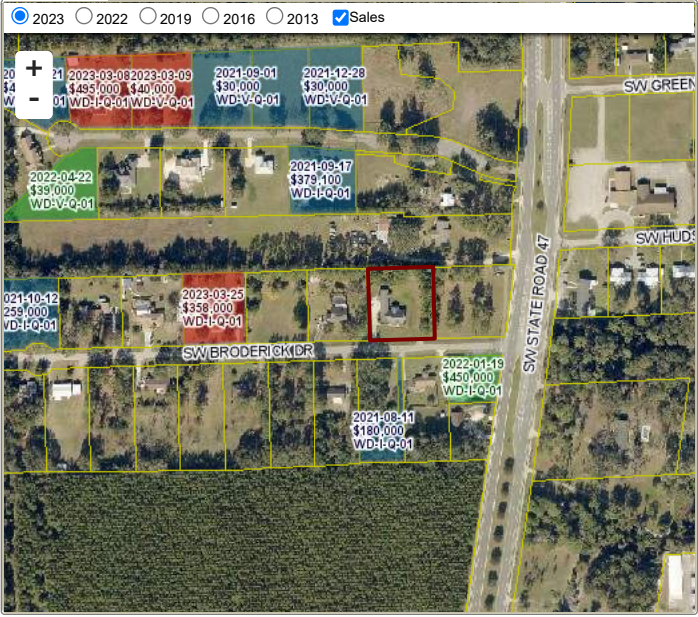 2023 2022 2019 2016 2013 Sales
+
-
2023-03-08
$495,000
WD-I-Q-01
2023-03-09
$40,000
WD-V-Q-01
2021-09-01
$30,000
WD-V-Q-01
2021-12-28
$30,000
WD-V-Q-01
SW GREEN
2022-04-22
$39,000
WD-V-Q-01
2021-09-17
$379,100
WD-I-Q-01
SW HUDS
SW STATE ROAD 47
021-10-12
259,000
WD-I-Q-01
2023-03-25
$358,000
WD-I-Q-01
SW BRODERICK DR
2022-01-19
$450,000
WD-I-Q-01
2021-08-11
$180,000
WD-I-Q-01